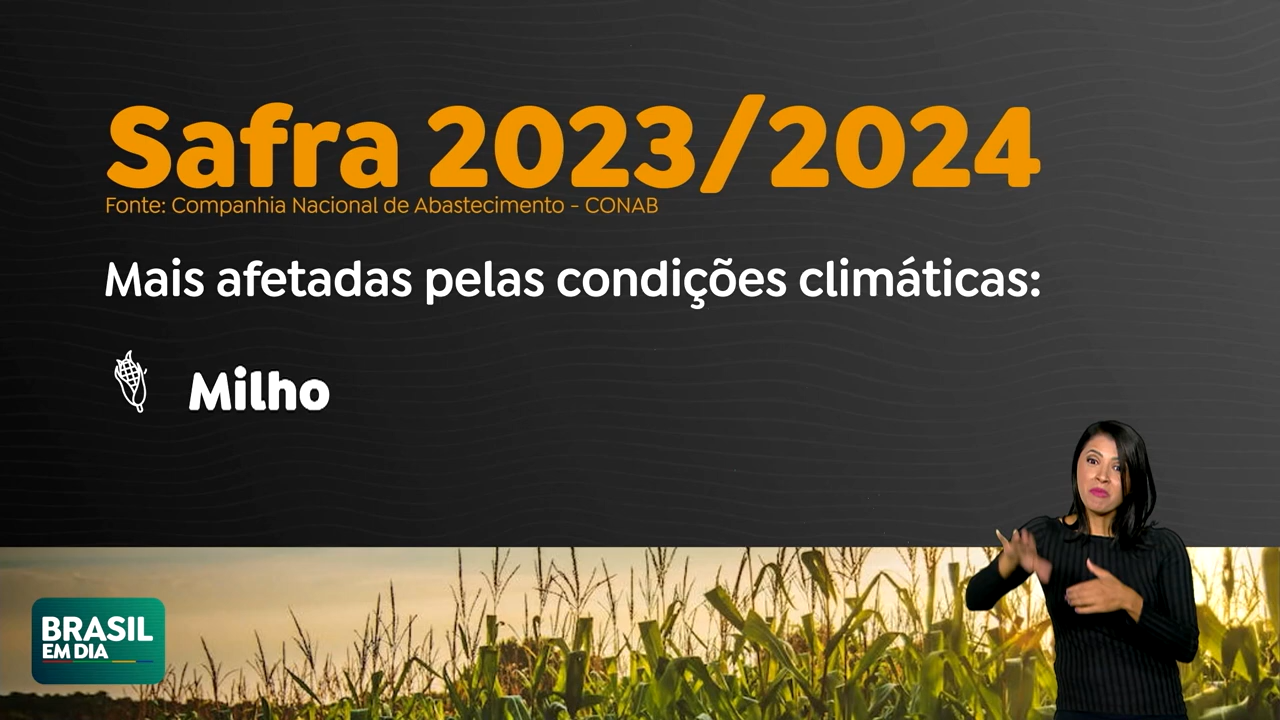 Safra 2023/2024
Fonte: Companhia Nacional de Abastecimento - CONAB
Mais afetadas pelas condições climáticas:
Milho
BRASIL
EM DIA